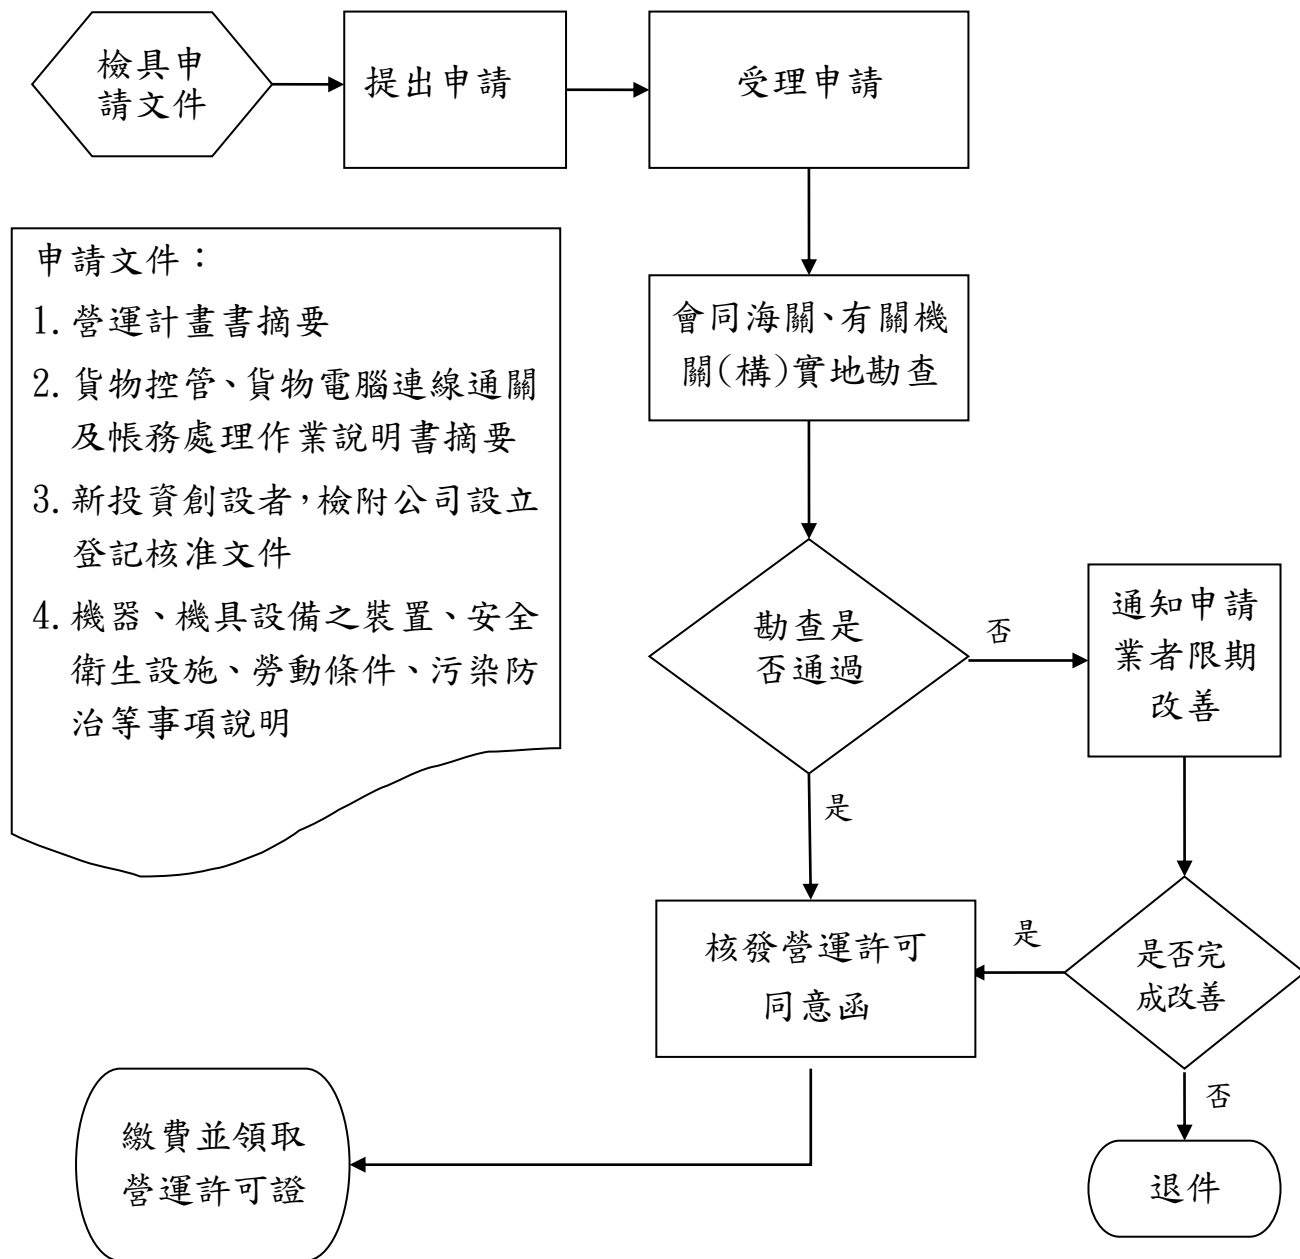 檢具申
請文件
提出申請
受理申請
申請文件：
1.營運計畫書摘要
2.貨物控管、貨物電腦連線通關
及帳務處理作業說明書摘要
3.新投資創設者，檢附公司設立
登記核准文件
4.機器、機具設備之裝置、安全
衛生設施、勞動條件、污染防
治等事項說明
會同海關、有關機
關(構)實地勘查
勘查是
否通過
否
通知申請
業者限期
改善
是
核發營運許可
同意函
是
是否完
成改善
否
繳費並領取
營運許可證
退件